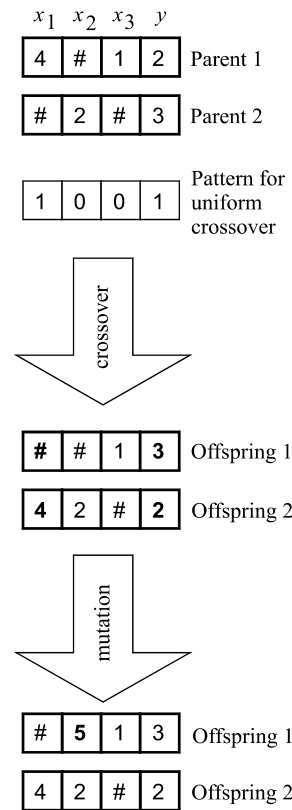 x1 x2 x3 y
4 # 1 2 Parent 1
# 2 # 3 Parent 2
1 0 0 1 Pattern for
uniform
crossover
crossover
# # 1 3 Offspring 1
4 2 # 2 Offspring 2
mutation
# 5 1 3 Offspring 1
4 2 # 2 Offspring 2